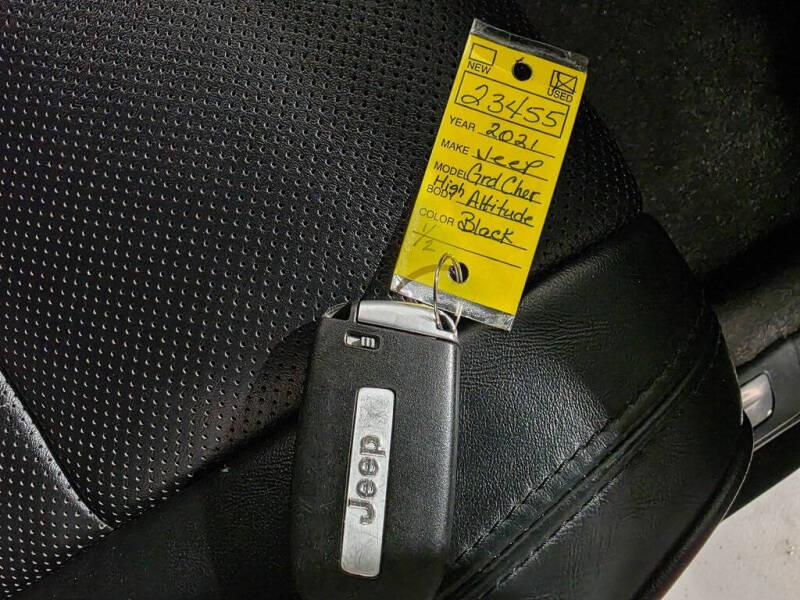 NEW
USED
23455
YEAR 2021
MAKE Jeep
MODEL Grd Cher
BODY High Altitude
COLOR Black
1/2
Jeep